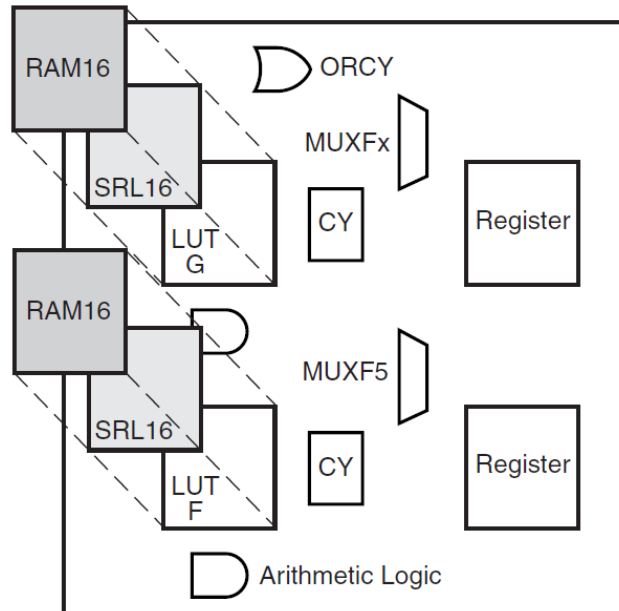 RAM16
ORCY
MUXFx
SRL16
LUT
G
CY
Register
RAM16
MUXF5
SRL16
LUT
F
CY
Register
Arithmetic Logic